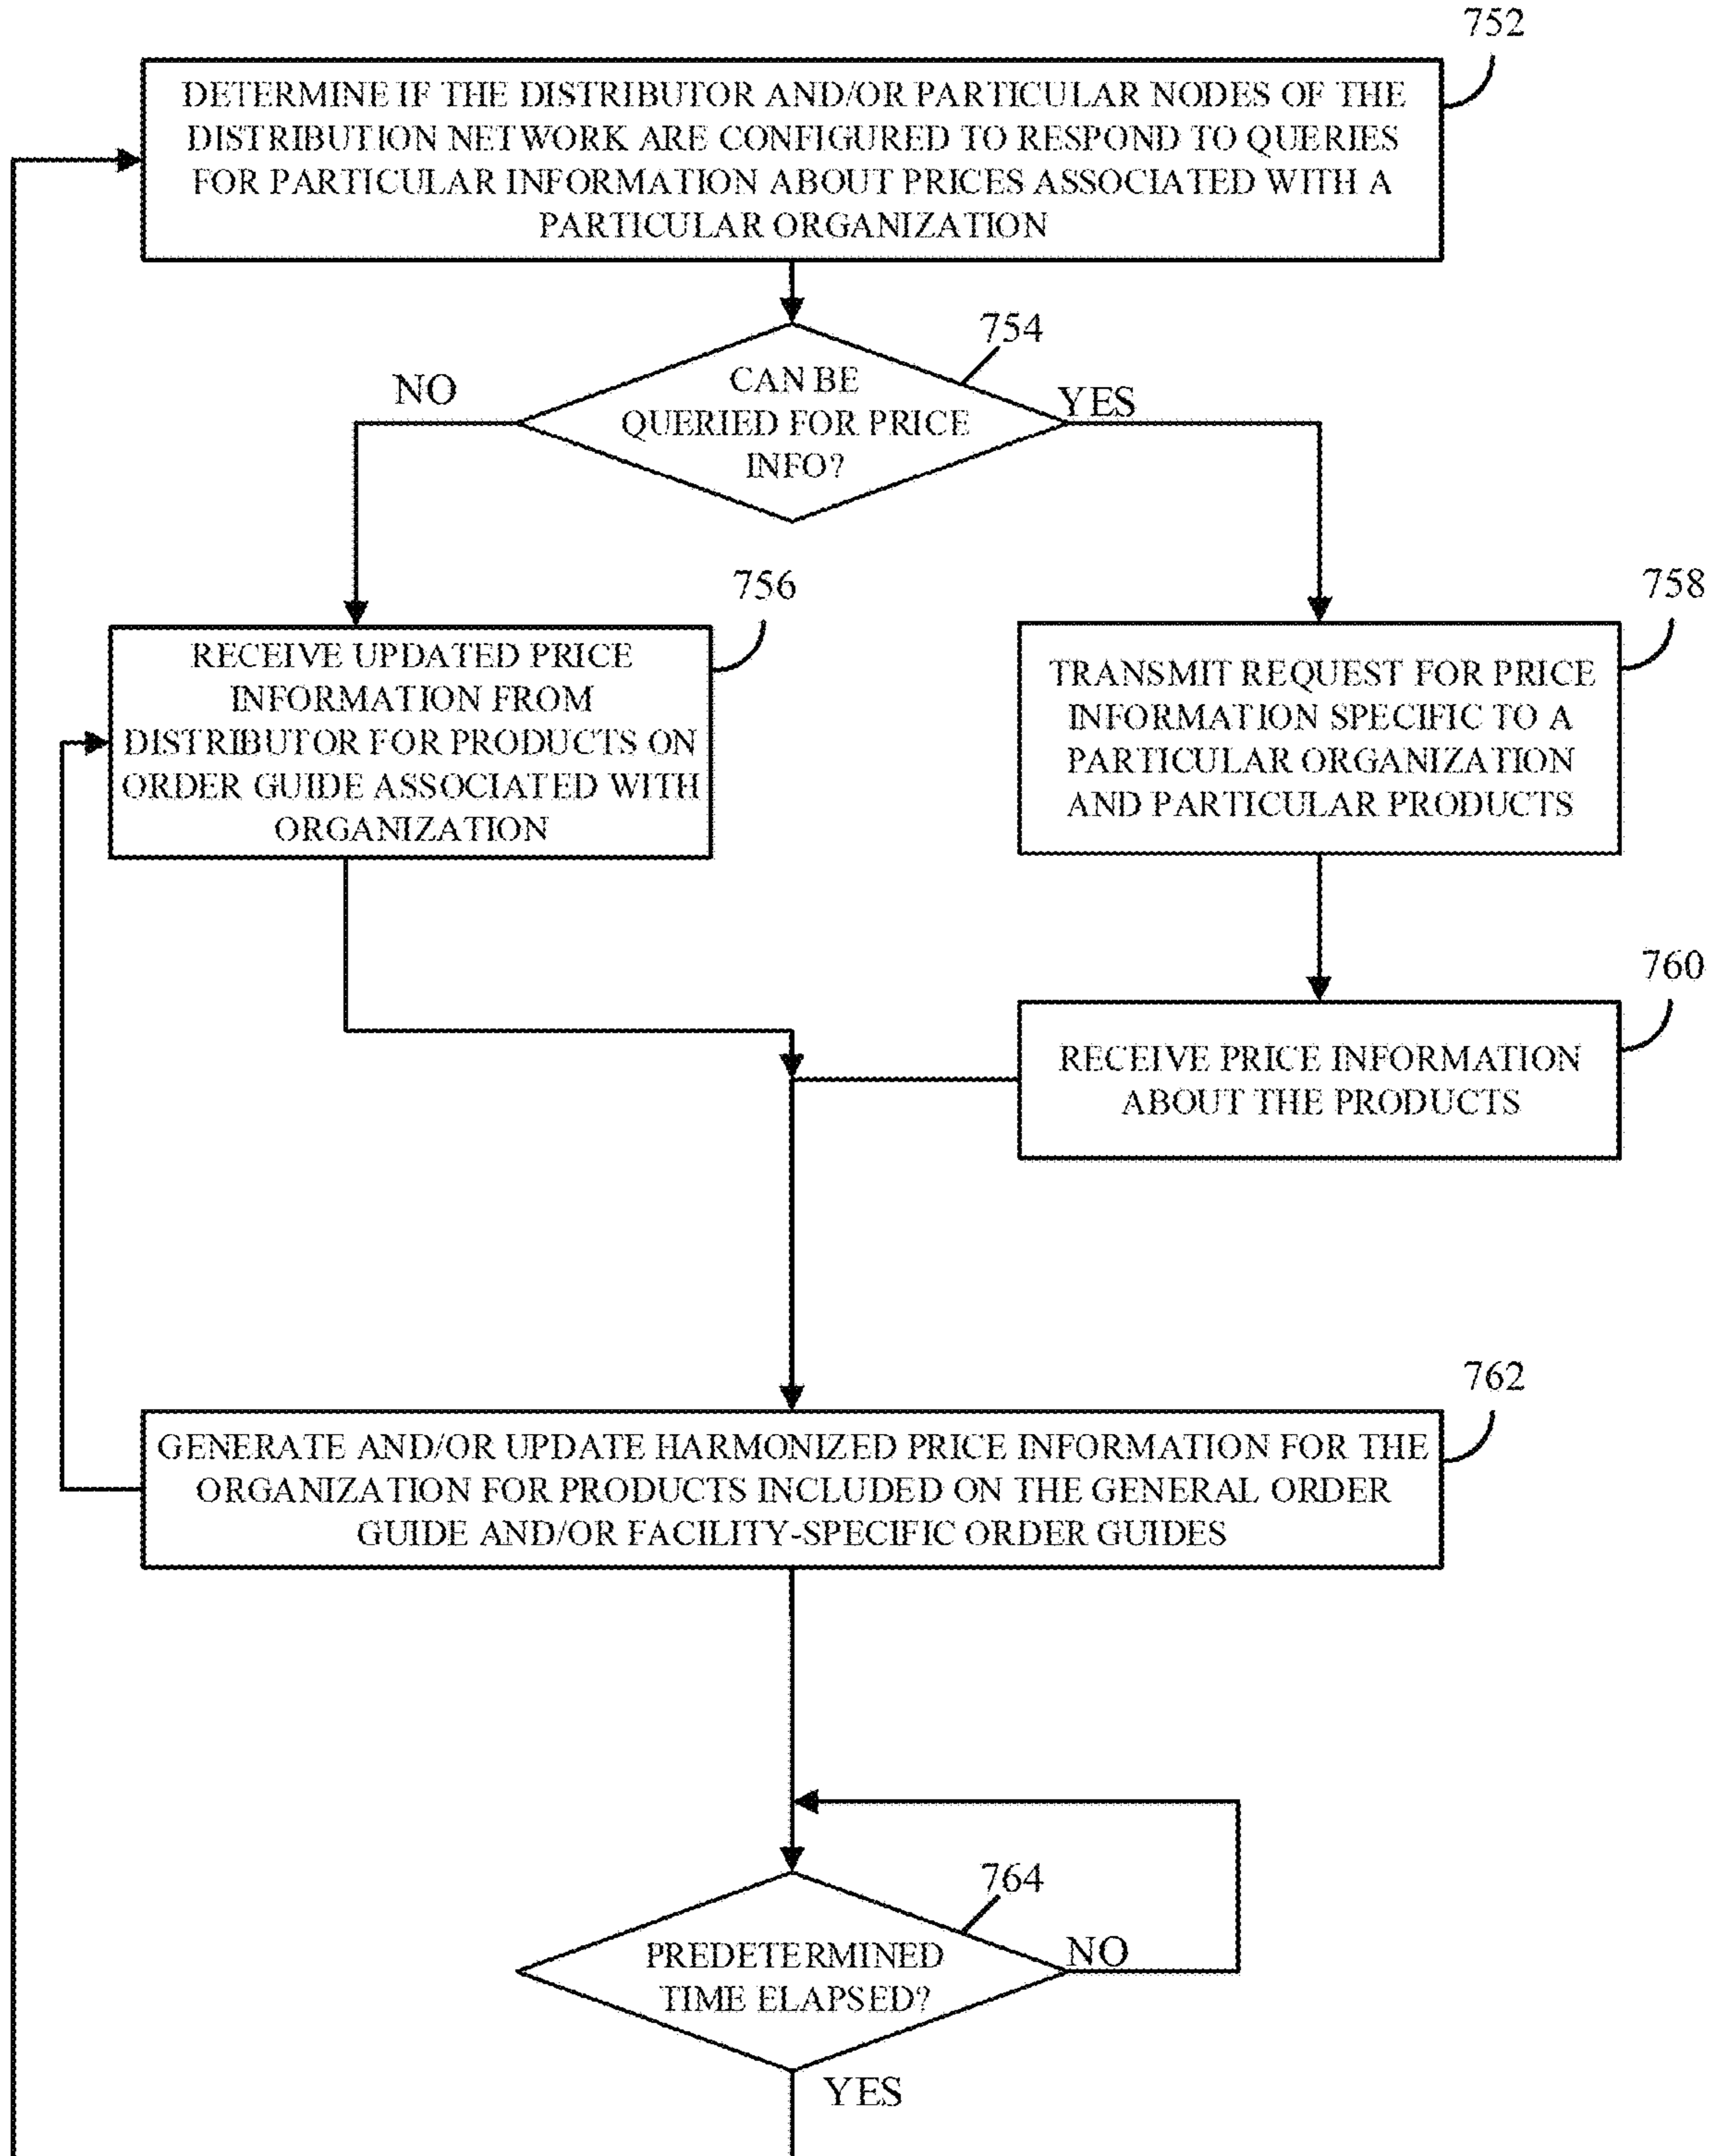 752
DETERMINE IF THE DISTRIBUTOR AND/OR PARTICULAR NODES OF THE
DISTRIBUTION NETWORK ARE CONFIGURED TO RESPOND TO QUERIES
FOR PARTICULAR INFORMATION ABOUT PRICES ASSOCIATED WITH A
PARTICULAR ORGANIZATION
754
CAN BE
QUERIED FOR PRICE
INFO?
NO
YES
756
RECEIVE UPDATED PRICE
INFORMATION FROM
DISTRIBUTOR FOR PRODUCTS ON
ORDER GUIDE ASSOCIATED WITH
ORGANIZATION
758
TRANSMIT REQUEST FOR PRICE
INFORMATION SPECIFIC TO A
PARTICULAR ORGANIZATION
AND PARTICULAR PRODUCTS
760
RECEIVE PRICE INFORMATION
ABOUT THE PRODUCTS
762
GENERATE AND/OR UPDATE HARMONIZED PRICE INFORMATION FOR THE
ORGANIZATION FOR PRODUCTS INCLUDED ON THE GENERAL ORDER
GUIDE AND/OR FACILITY-SPECIFIC ORDER GUIDES
764
PREDETERMINED
TIME ELAPSED?
NO
YES